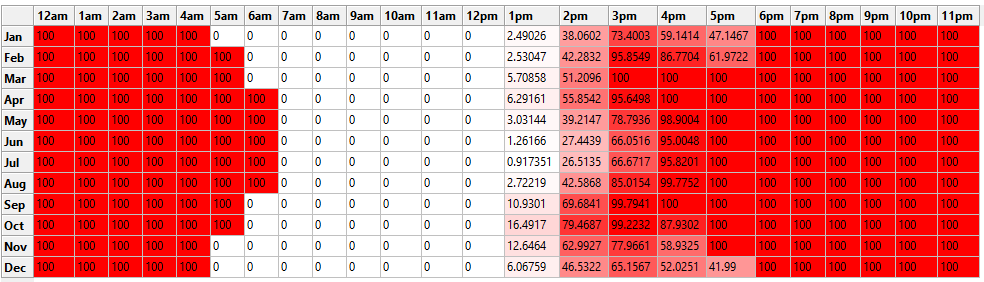 12am 1am 2am 3am 4am 5am 6am 7am 8am 9am 10am 11am 12pm 1pm 2pm 3pm 4pm 5pm 6pm 7pm 8pm 9pm 10pm 11pm
Jan 100 100 100 100 100 0 0 0 0 0 0 0 0 2.49026 38.0602 73.4003 59.1414 47.1467 100 100 100 100 100 100
Feb 100 100 100 100 100 100 0 0 0 0 0 0 0 2.53047 42.2832 95.8549 86.7704 61.9722 100 100 100 100 100 100
Mar 100 100 100 100 100 100 0 0 0 0 0 0 0 5.70858 51.2096 100 100 100 100 100 100 100 100 100
Apr 100 100 100 100 100 100 100 0 0 0 0 0 0 6.29161 55.8542 95.6498 100 100 100 100 100 100 100 100
May 100 100 100 100 100 100 100 0 0 0 0 0 0 3.03144 39.2147 78.7936 98.9004 100 100 100 100 100 100 100
Jun 100 100 100 100 100 100 100 0 0 0 0 0 0 1.26166 27.4439 66.0516 95.0048 100 100 100 100 100 100 100
Jul 100 100 100 100 100 100 100 0 0 0 0 0 0 0.917351 26.5135 66.6717 95.8201 100 100 100 100 100 100 100
Aug 100 100 100 100 100 100 100 0 0 0 0 0 0 2.72219 42.5868 85.0154 99.7752 100 100 100 100 100 100 100
Sep 100 100 100 100 100 100 0 0 0 0 0 0 0 10.9301 69.6841 99.7941 100 100 100 100 100 100 100 100
Oct 100 100 100 100 100 100 0 0 0 0 0 0 0 16.4917 79.4687 99.2232 87.9302 100 100 100 100 100 100 100
Nov 100 100 100 100 100 0 0 0 0 0 0 0 0 12.6464 62.9927 77.9661 58.9325 100 100 100 100 100 100 100
Dec 100 100 100 100 100 0 0 0 0 0 0 0 0 6.06759 46.5322 65.1567 52.0251 41.99 100 100 100 100 100 100